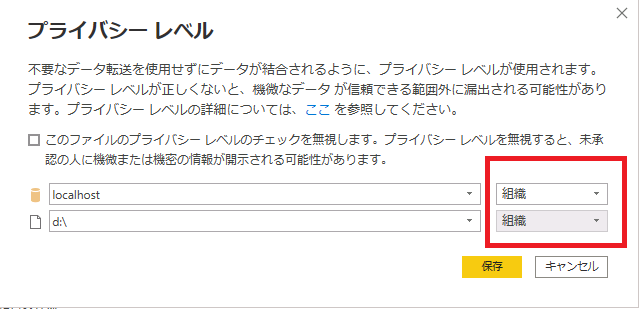 プライバシー レベル
不要なデータ転送を使用せずにデータが結合されるように、プライバシー レベルが使用されます。
プライバシー レベルが正しくないと、機微なデータ が信頼できる範囲外に漏出される可能性があり
ます。プライバシー レベルの詳細については、ここ を参照してください。
このファイルのプライバシー レベルのチェックを無視します。プライバシー レベルを無視すると、未承
認の人に機微または機密の情報が開示される可能性があります。
localhost 組織
d:\ 組織
保存 キャンセル